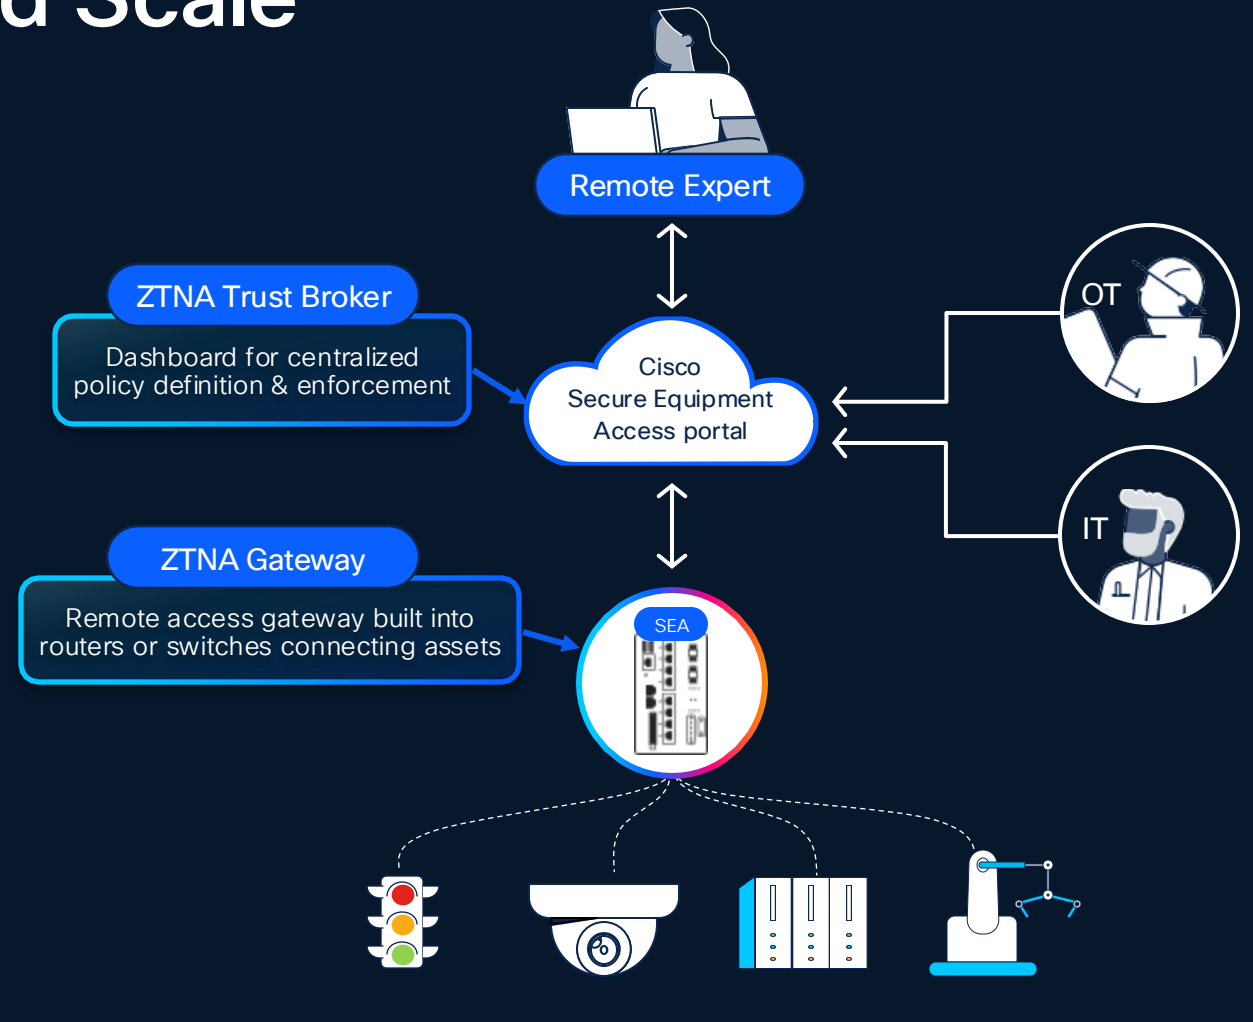 d Scale
Remote Expert
ZTNA Trust Broker
Dashboard for centralized
policy definition & enforcement
Cisco
Secure Equipment
Access portal
OT
IT
ZTNA Gateway
Remote access gateway built into
routers or switches connecting assets
SEA